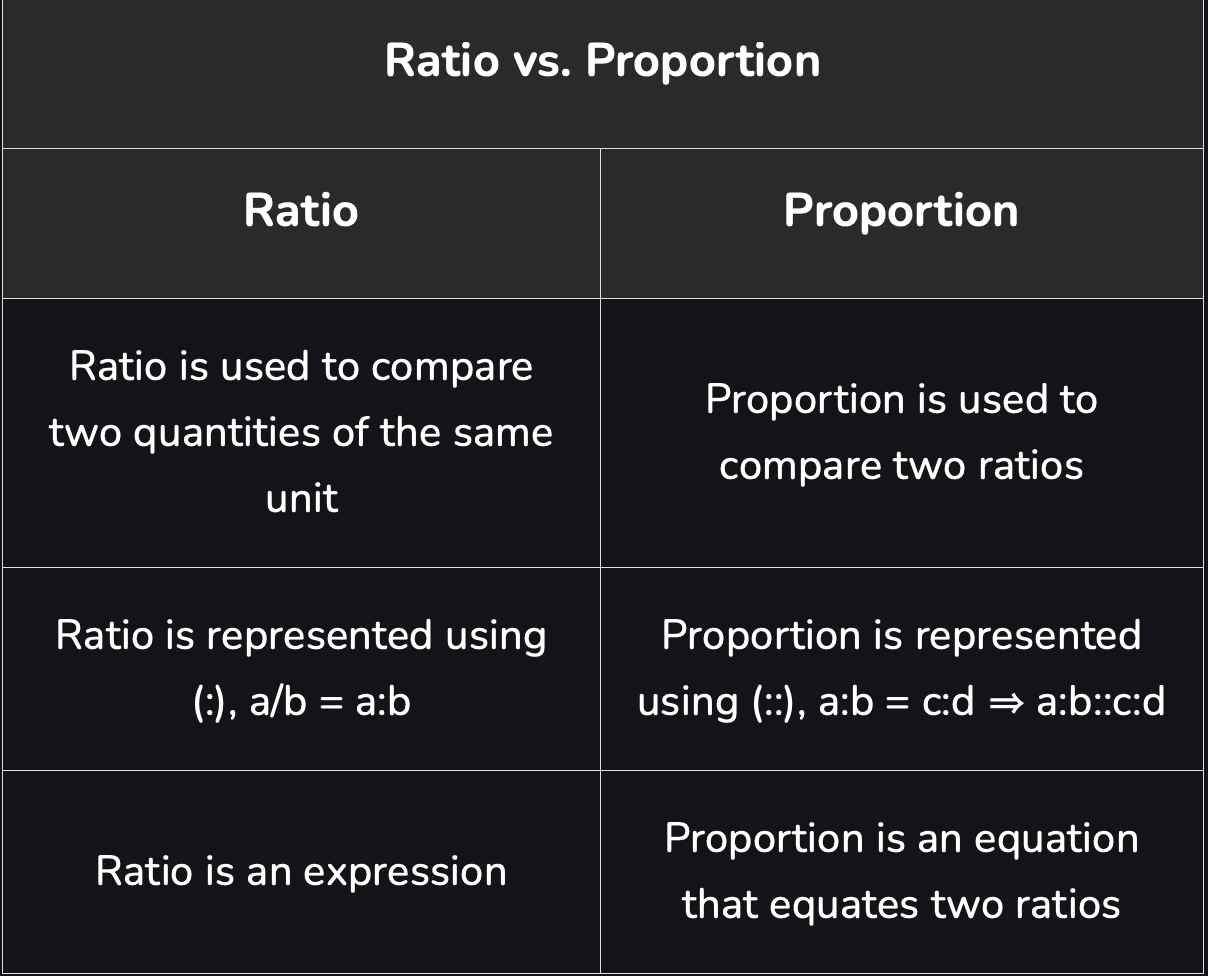 Ratio vs. Proportion
Ratio
Proportion
Ratio is used to compare
two quantities of the same
unit
Proportion is used to
compare two ratios
Ratio is represented using
(:), a/b = a:b
Proportion is represented
using (::), a:b = c:d ⇒ a:b::c:d
Ratio is an expression
Proportion is an equation
that equates two ratios